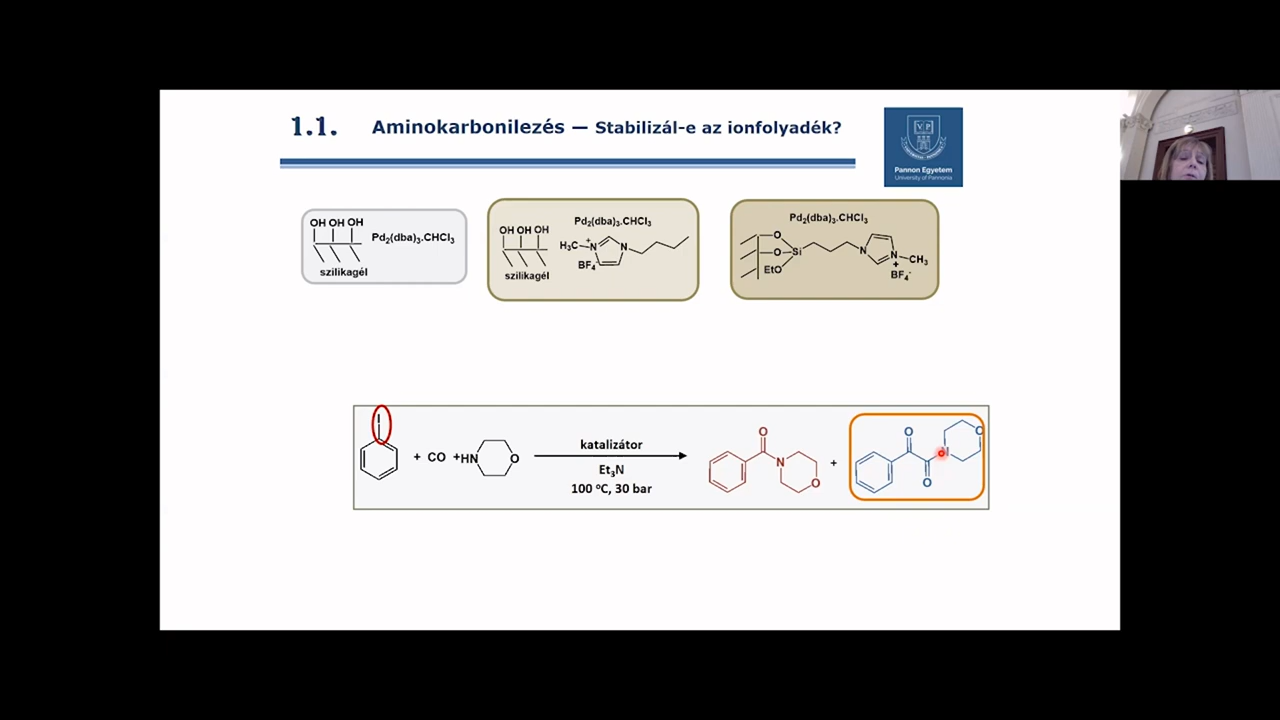 1.1. Aminokarbonilezés — Stabilizál-e az ionfolyadék?
VP
Pannon Egyetem
University of Pannonia
OH OH OH
Pd₂(dba)₃.CHCl₃
szilikagél
Pd₂(dba)₃.CHCl₃
OH OH OH
H₃C N + N
BF₄⁻
szilikagél
Pd₂(dba)₃.CHCl₃
O
O Si N
EtO N CH₃
+
BF₄⁻
I
+ CO + HN O
katalizátor
Et₃N
100 °C, 30 bar
O
N
O
+
O
O
N
O